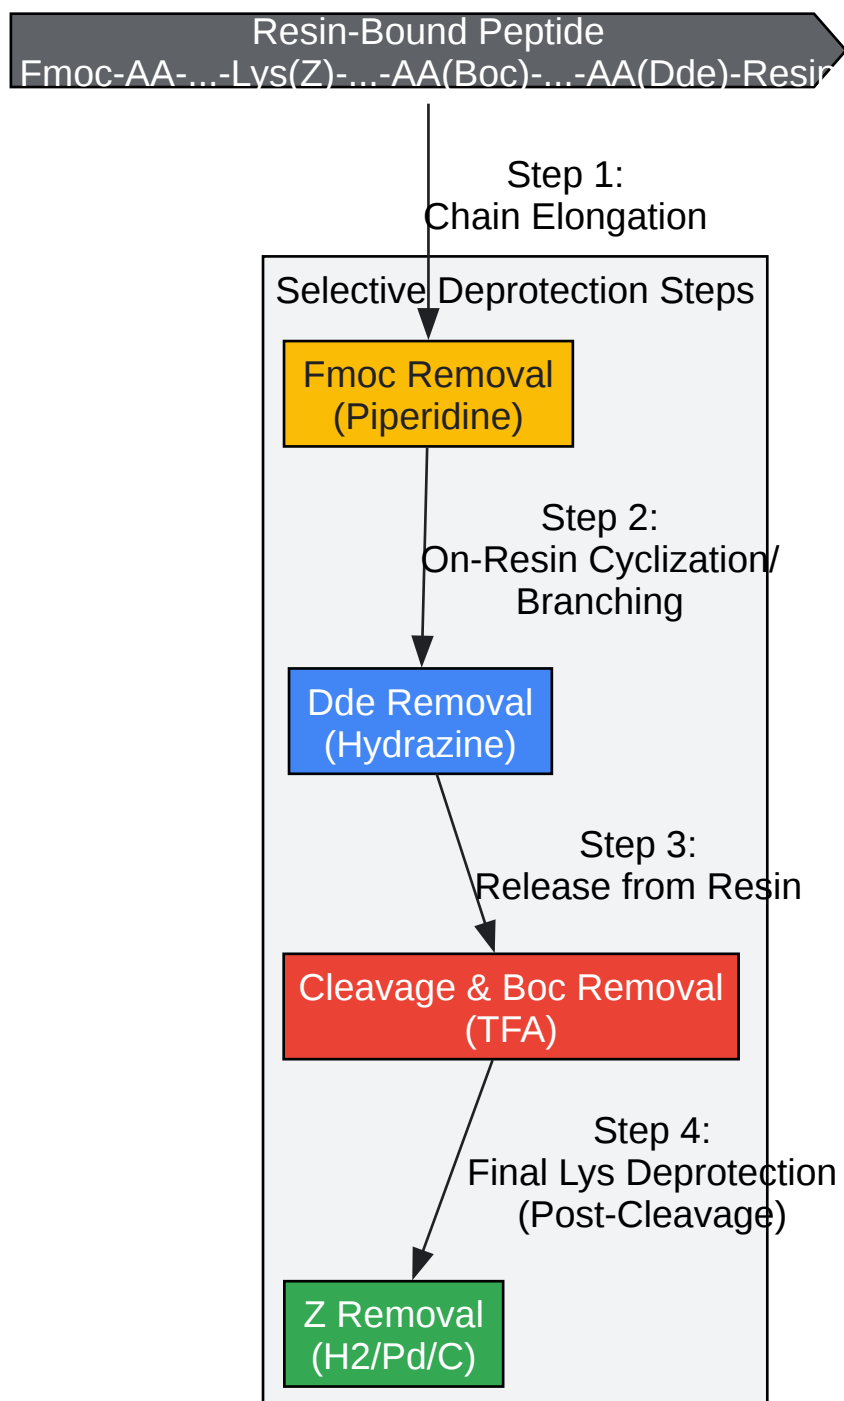 Resin-Bound Peptide
Fmoc-AA-...-Lys(Z)-...-AA(Boc)-...-AA(Dde)-Resin
Step 1:
Chain Elongation
Selective Deprotection Steps
Fmoc Removal
(Piperidine)
Step 2:
On-Resin Cyclization/
Branching
Dde Removal
(Hydrazine)
Step 3:
Release from Resin
Cleavage & Boc Removal
(TFA)
Step 4:
Final Lys Deprotection
(Post-Cleavage)
Z Removal
(H2/Pd/C)